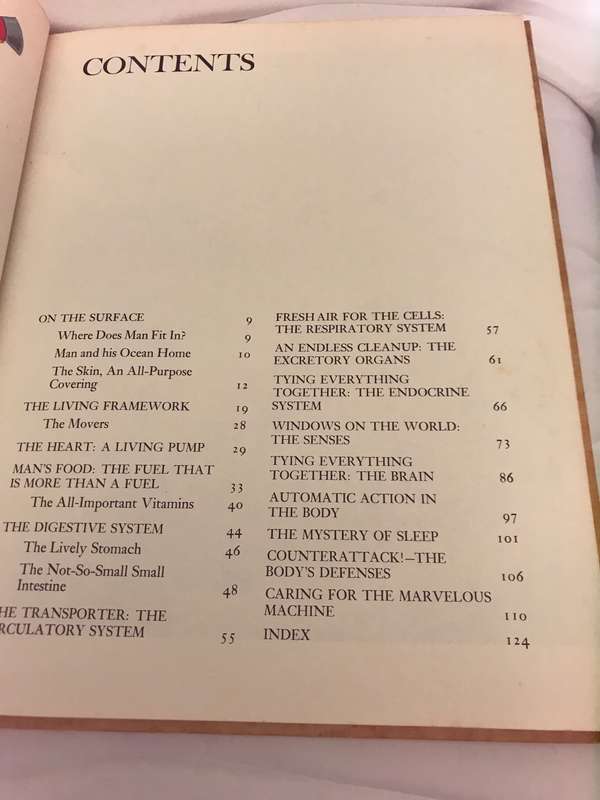 CONTENTS
ON THE SURFACE 9
Where Does Man Fit In? 9
Man and his Ocean Home 10
The Skin, An All-Purpose
Covering 12
THE LIVING FRAMEWORK 19
The Movers 28
THE HEART: A LIVING PUMP 29
MAN'S FOOD: THE FUEL THAT
IS MORE THAN A FUEL 33
The All-Important Vitamins 40
THE DIGESTIVE SYSTEM 44
The Lively Stomach 46
The Not-So-Small Small
Intestine 48
HE TRANSPORTER: THE
RCULATORY SYSTEM 55
FRESH AIR FOR THE CELLS:
THE RESPIRATORY SYSTEM 57
AN ENDLESS CLEANUP: THE
EXCRETORY ORGANS 61
TYING EVERYTHING
TOGETHER: THE ENDOCRINE
SYSTEM 66
WINDOWS ON THE WORLD:
THE SENSES 73
TYING EVERYTHING
TOGETHER: THE BRAIN 86
AUTOMATIC ACTION IN
THE BODY 97
THE MYSTERY OF SLEEP 101
COUNTERATTACK!—THE
BODY'S DEFENSES 106
CARING FOR THE MARVELOUS
MACHINE 110
INDEX 124